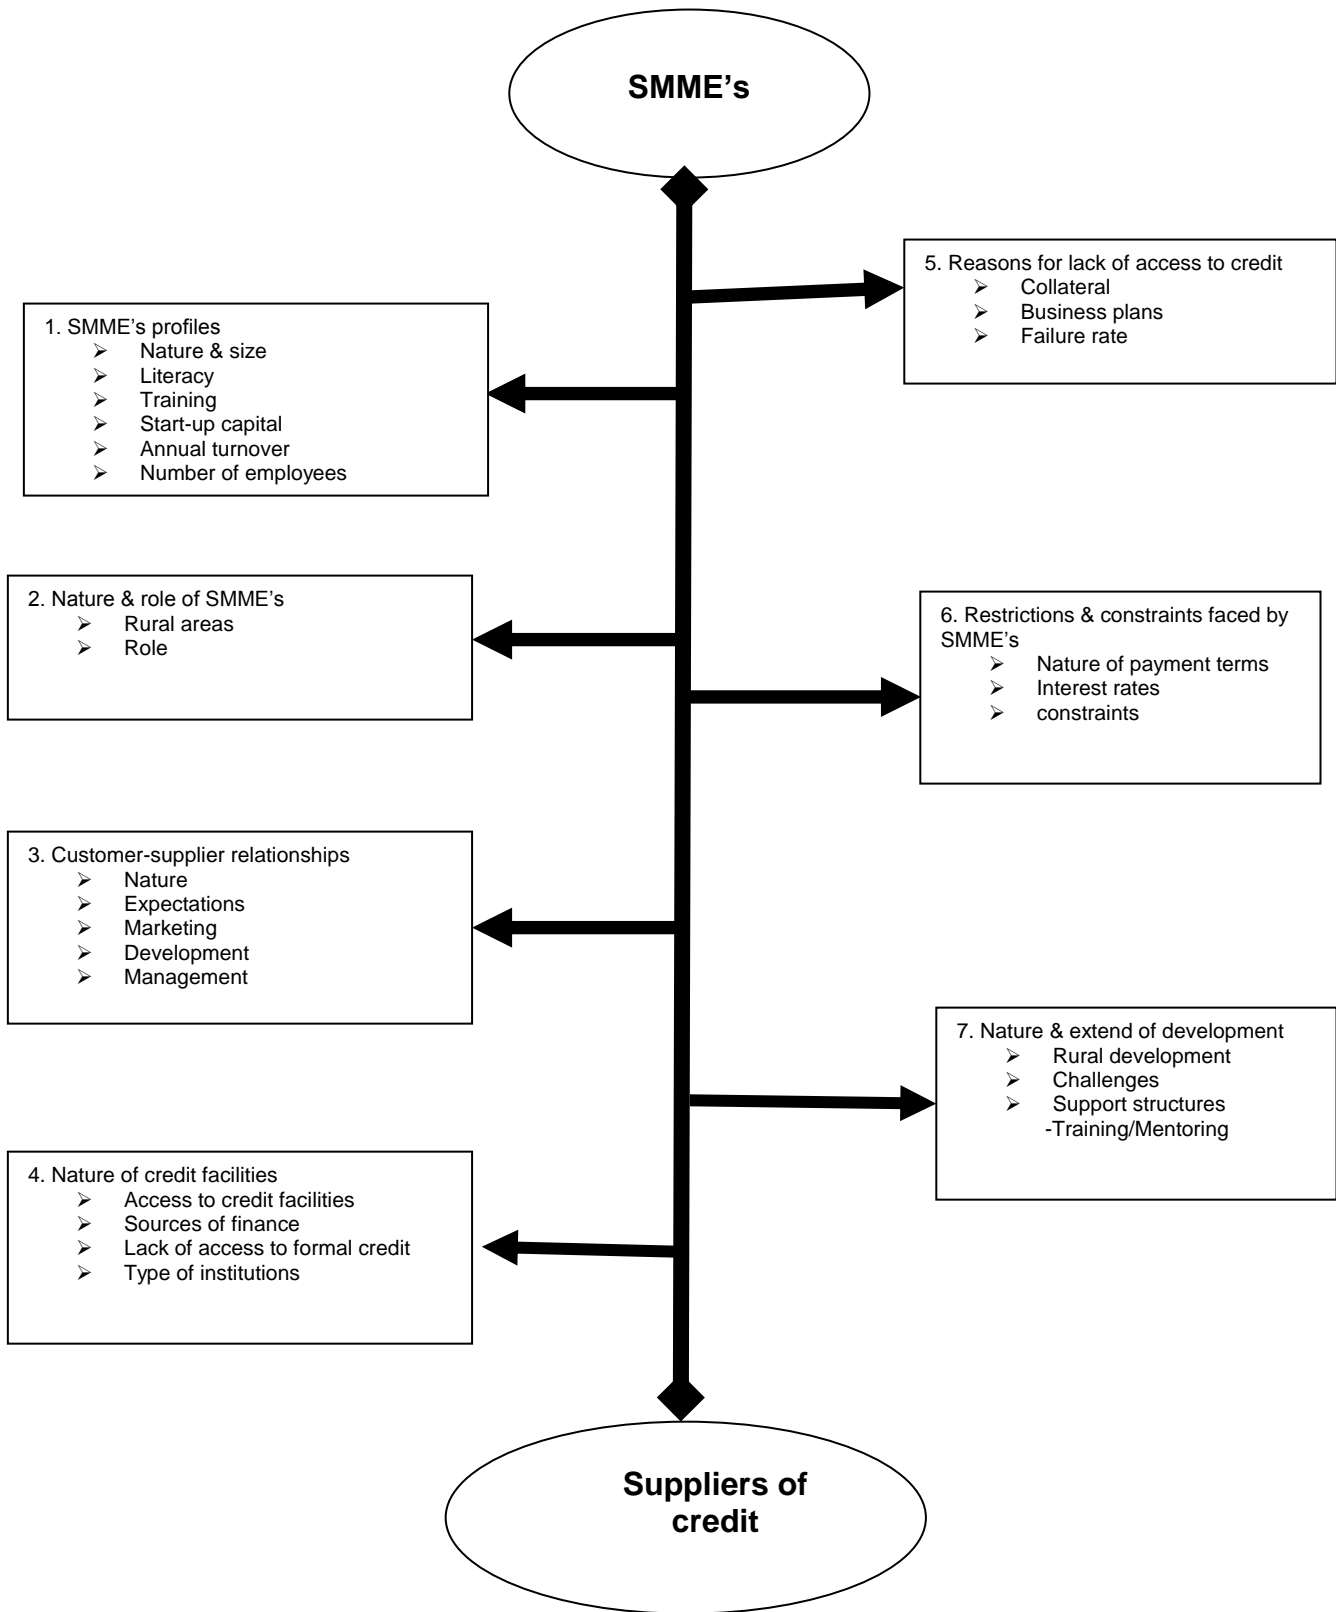 SMME's
1. SMME's profiles
➢ Nature & size
➢ Literacy
➢ Training
➢ Start-up capital
➢ Annual turnover
➢ Number of employees
2. Nature & role of SMME's
➢ Rural areas
➢ Role
3. Customer-supplier relationships
➢ Nature
➢ Expectations
➢ Marketing
➢ Development
➢ Management
4. Nature of credit facilities
➢ Access to credit facilities
➢ Sources of finance
➢ Lack of access to formal credit
➢ Type of institutions
5. Reasons for lack of access to credit
➢ Collateral
➢ Business plans
➢ Failure rate
6. Restrictions & constraints faced by
SMME's
➢ Nature of payment terms
➢ Interest rates
➢ constraints
7. Nature & extend of development
➢ Rural development
➢ Challenges
➢ Support structures
-Training/Mentoring
Suppliers of
credit